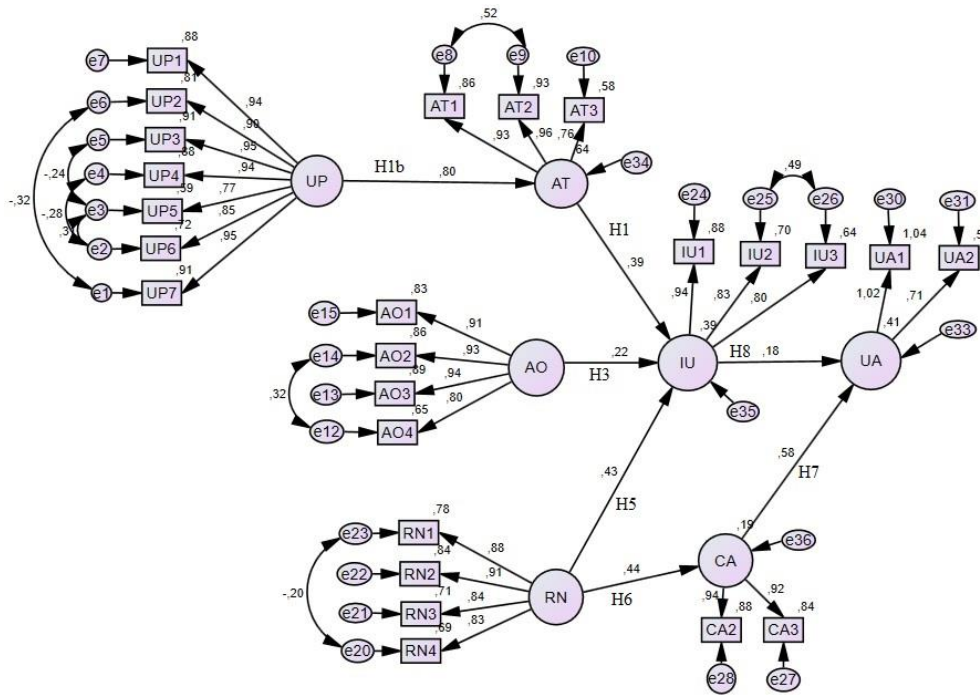 ,52
e8
e9
e10
,86
,93
,58
AT1
AT2
AT3
,93
,96
,76
,64
AT
e34
e7
UP1
,88
e6
UP2
,81
e5
UP3
,91
e4
UP4
,88
e3
UP5
,59
e2
UP6
,72
e1
UP7
,91
-,24
-,32
-,28
,94
,90
,95
,94
,77
,85
,95
UP
H1b
,80
H1
,39
e24
,88
IU1
,94
,49
e25
e26
,70
,64
IU2
IU3
,83
,80
e30
e31
1,04
UA1
UA2
1,02
,71
,41
UA
e33
,39
IU
e35
H8
,18
e15
AO1
,83
e14
AO2
,86
e13
AO3
,89
e12
AO4
,65
,32
,91
,93
,94
,80
AO
,22
H3
,43
H5
,58
H7
e23
RN1
,78
e22
RN2
,84
e21
RN3
,71
e20
RN4
,69
-,20
,88
,91
,84
,83
RN
,44
H6
,19
CA
e36
,94
,92
,88
,84
CA2
CA3
e28
e27